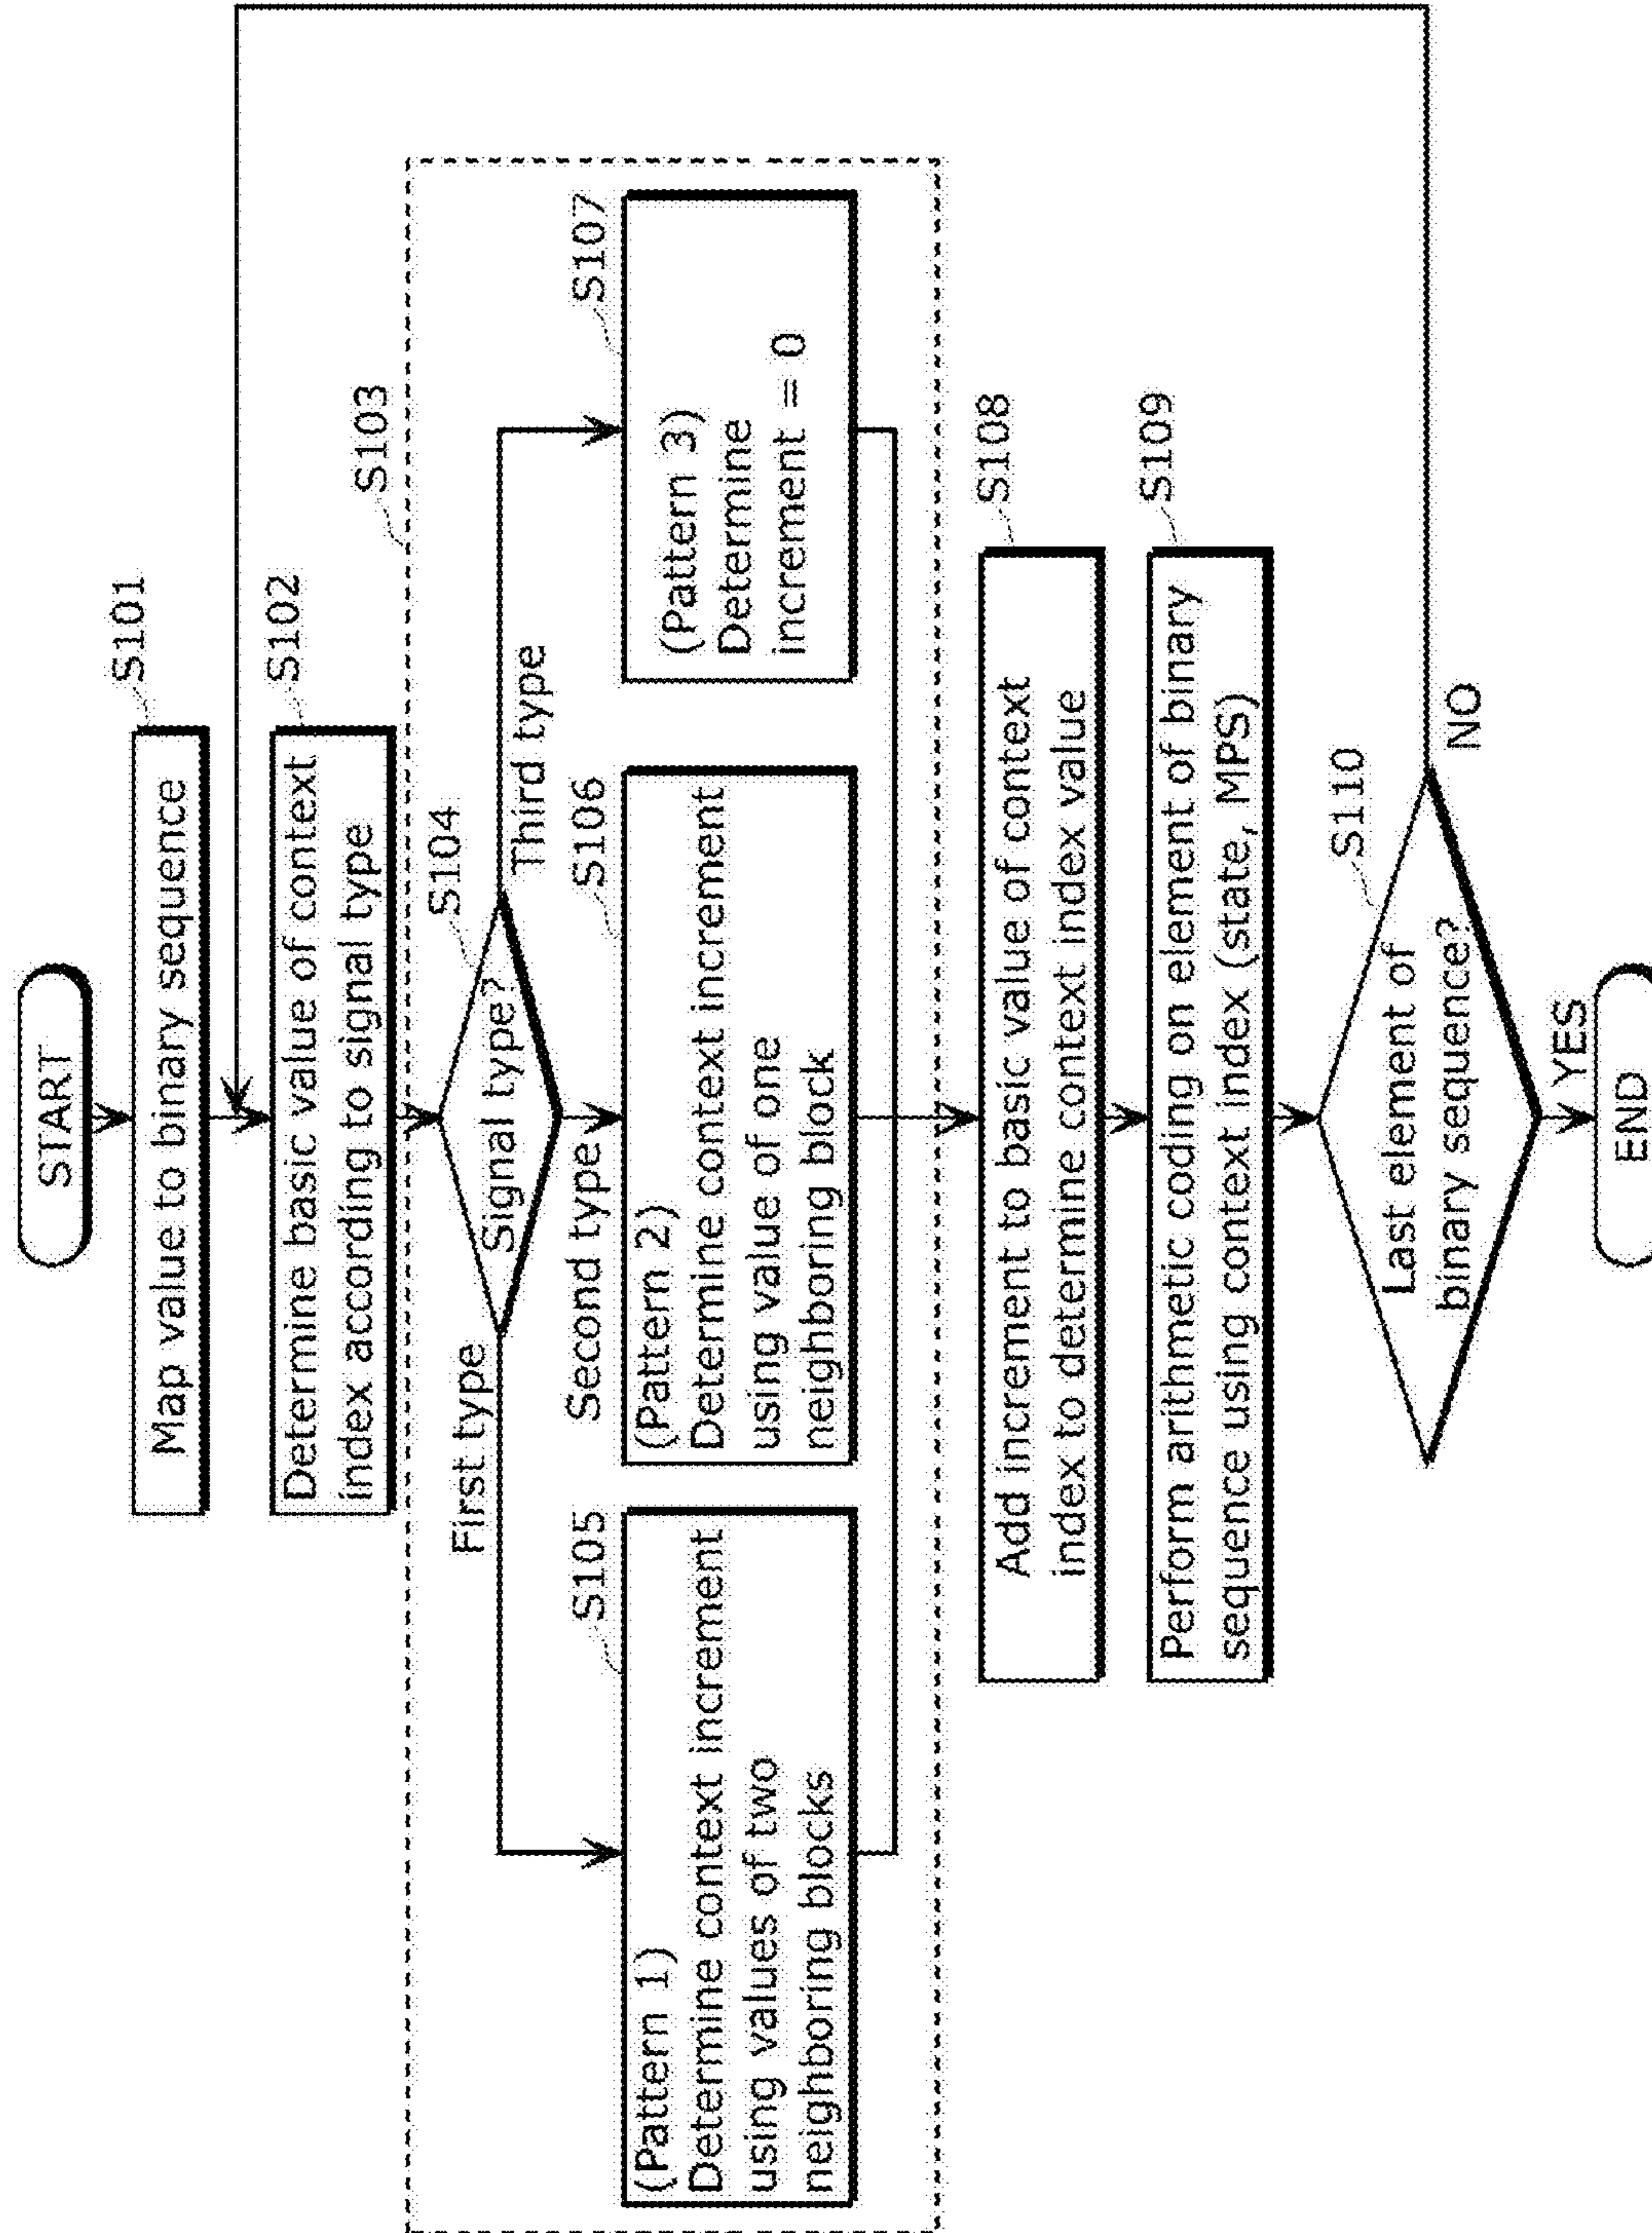 START
S101
Map value to binary sequence
S102
Determine basic value of context
index according to signal type
S103
S104
Signal type?
First type
Second type
Third type
S105
(Pattern 1)
Determine context increment
using values of two
neighboring blocks
S106
(Pattern 2)
Determine context increment
using value of one
neighboring block
S107
(Pattern 3)
Determine
increment = 0
S108
Add increment to basic value of context
index to determine context index value
S109
Perform arithmetic coding on element of binary
sequence using context index (state, MPS)
S110
Last element of
binary sequence?
NO
YES
END